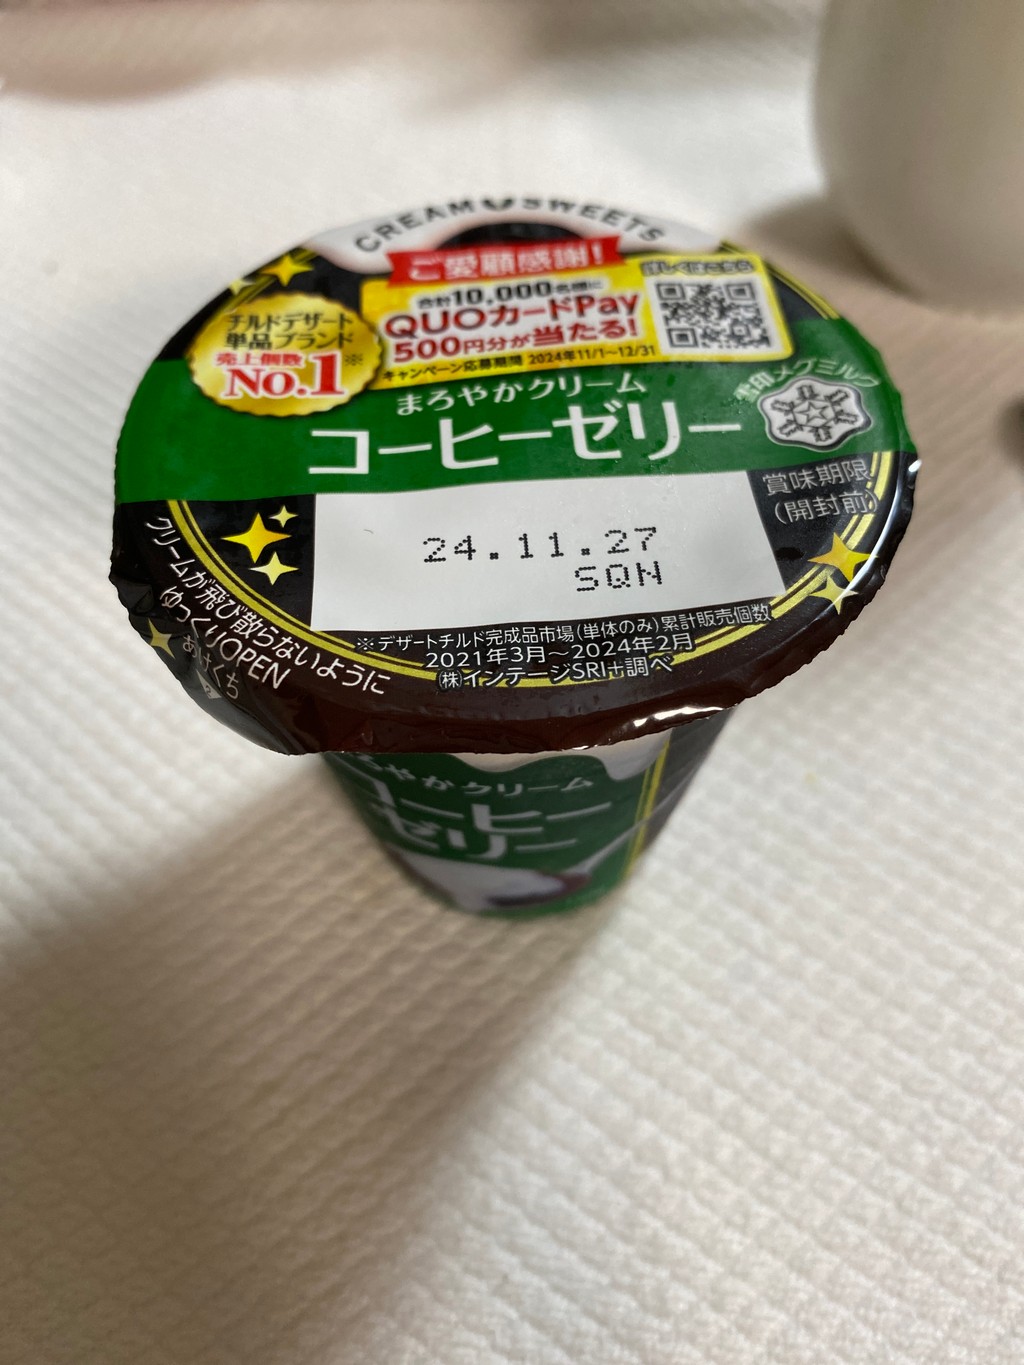 CREAM SWEETS
ご愛顧感謝!
合計10,000名様に
QUOカードPay
500円分が当たる!
キャンペーン応募期間 2024年11/1~12/31
詳しくはこちら
チルドデザート
単品ブランド
売上個数
No.1※
まろやかクリーム
コーヒーゼリー
雪印メグミルク
賞味期限
(開封前)
24.11.27
SQN
※デザートチルド完成品市場(単体のみ)累計販売個数
2021年3月~2024年2月
㈱インテージSRI+調べ
クリームが飛び散らないように
ゆっくりOPEN
あけくち
まろやかクリーム
コーヒー
ゼリー